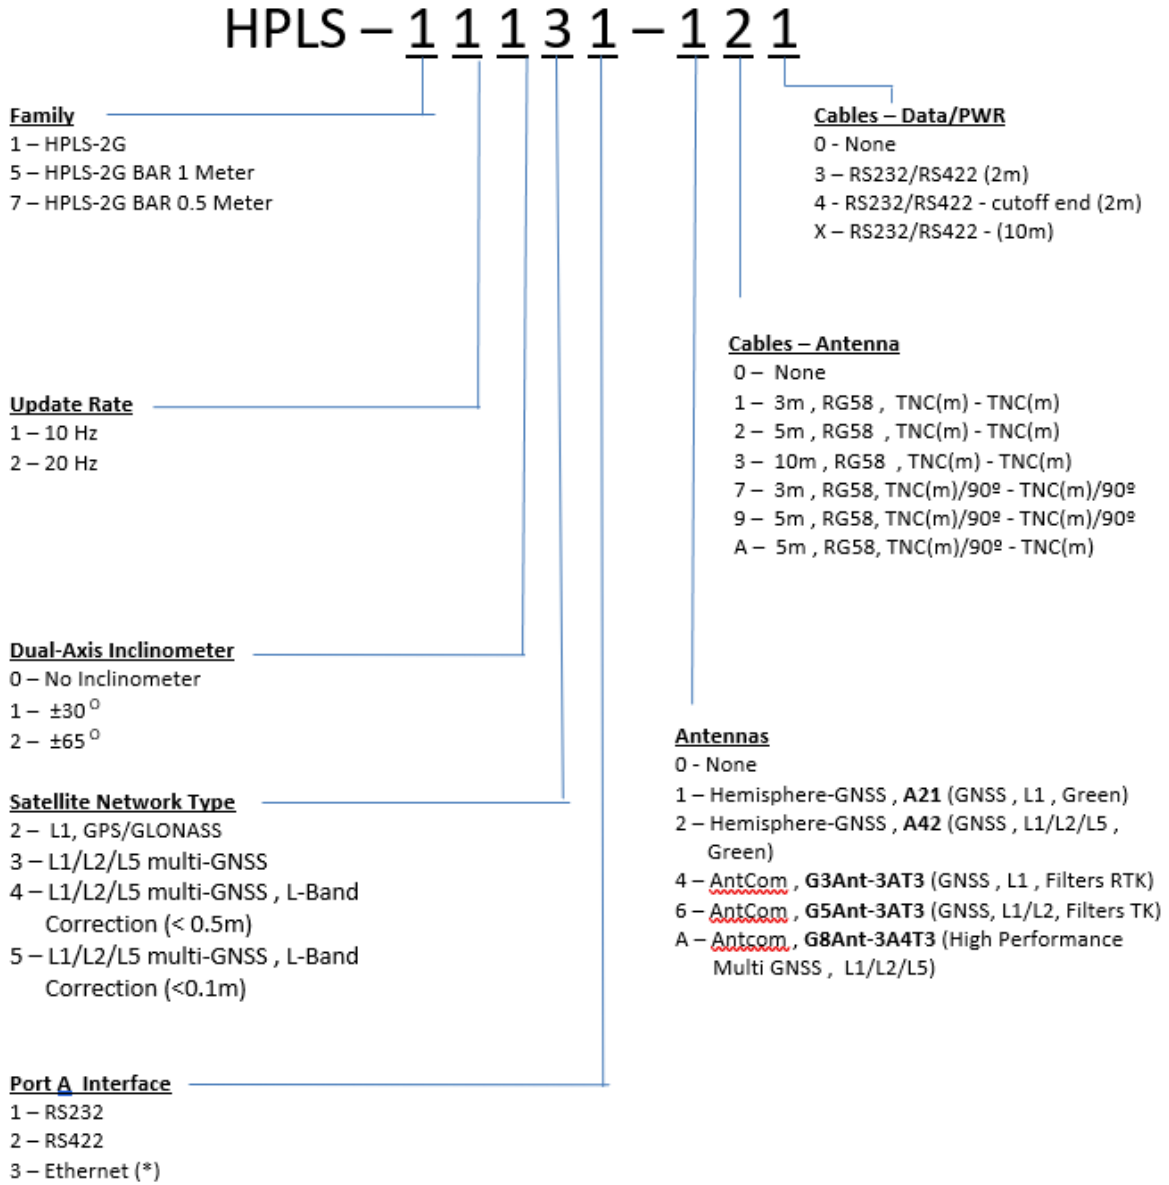 HPLS – 1 1 1 3 1 – 1 2 1
Family
1 – HPLS-2G
5 – HPLS-2G BAR 1 Meter
7 – HPLS-2G BAR 0.5 Meter
Update Rate
1 – 10 Hz
2 – 20 Hz
Dual-Axis Inclinometer
0 – No Inclinometer
1 – ±30 O
2 – ±65 O
Satellite Network Type
2 – L1, GPS/GLONASS
3 – L1/L2/L5 multi-GNSS
4 – L1/L2/L5 multi-GNSS , L-Band
Correction (< 0.5m)
5 – L1/L2/L5 multi-GNSS , L-Band
Correction (<0.1m)
Port A Interface
1 – RS232
2 – RS422
3 – Ethernet (*)
Cables – Data/PWR
0 - None
3 – RS232/RS422 (2m)
4 - RS232/RS422 - cutoff end (2m)
X – RS232/RS422 - (10m)
Cables – Antenna
0 – None
1 – 3m , RG58 , TNC(m) - TNC(m)
2 – 5m , RG58 , TNC(m) - TNC(m)
3 – 10m , RG58 , TNC(m) - TNC(m)
7 – 3m , RG58, TNC(m)/90º - TNC(m)/90º
9 – 5m , RG58, TNC(m)/90º - TNC(m)/90º
A – 5m , RG58, TNC(m)/90º - TNC(m)
Antennas
0 - None
1 – Hemisphere-GNSS , A21 (GNSS , L1 , Green)
2 – Hemisphere-GNSS , A42 (GNSS , L1/L2/L5 ,
Green)
4 – AntCom , G3Ant-3AT3 (GNSS , L1 , Filters RTK)
6 – AntCom , G5Ant-3AT3 (GNSS, L1/L2, Filters TK)
A – Antcom , G8Ant-3A4T3 (High Performance
Multi GNSS , L1/L2/L5)